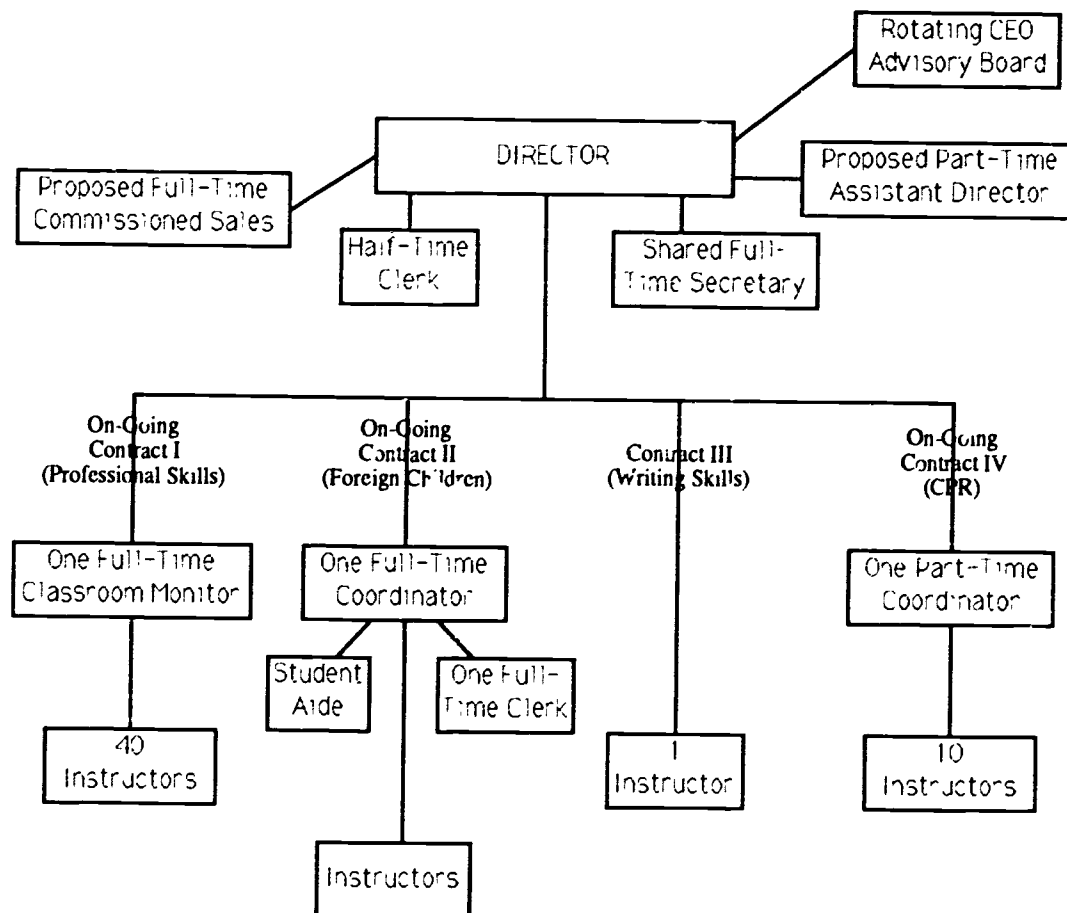 Rotating CEO
Advisory Board
DIRECTOR
Proposed Part-Time
Assistant Director
Proposed Full-Time
Commissioned Sales
Half-Time
Clerk
Shared Full-
Time Secretary
On-Going
Contract I
(Professional Skills)
On-Going
Contract II
(Foreign Children)
Contract III
(Writing Skills)
On-Going
Contract IV
(CPR)
One Full-Time
Classroom Monitor
One Full-Time
Coordinator
One Part-Time
Coordinator
Student
Aide
One Full-
Time Clerk
40
Instructors
1
Instructor
10
Instructors
Instructors